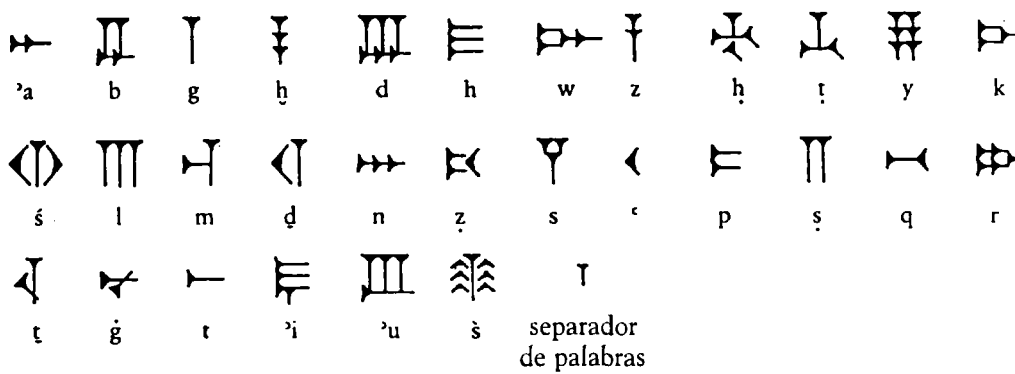 𐎀 𐎁 𐎂 𐎃 𐎄 𐎅 𐎆 𐎇 𐎈 𐎉 𐎊 𐎋
ʾa b g ḫ d h w z ḥ ṭ y k
𐎌 𐎍 𐎎 𐎏 𐎐 𐎑 𐎒 𐎓 𐎔 𐎕 𐎖 𐎗
ś l m ḏ n ẓ s ʿ p ṣ q r
𐎘 𐎙 𐎚 𐎛 𐎜 𐎝 𐎟
ṯ ġ t ʾi ʾu s̀ separador
de palabras